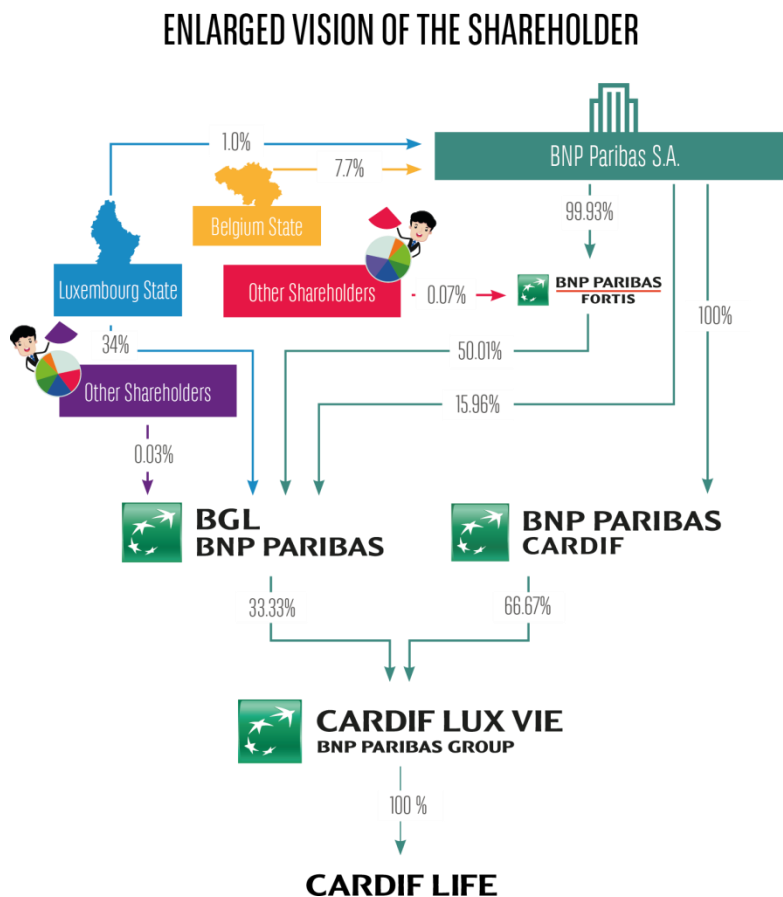 ENLARGED VISION OF THE SHAREHOLDER
1.0%
BNP Paribas S.A.
7.7%
99.93%
Belgium State
Luxembourg State
Other Shareholders
0.07%
BNP PARIBAS
FORTIS
100%
34%
50.01%
Other Shareholders
15.96%
0.03%
BGL
BNP PARIBAS
BNP PARIBAS
CARDIF
33.33%
66.67%
CARDIF LUX VIE
BNP PARIBAS GROUP
100 %
CARDIF LIFE